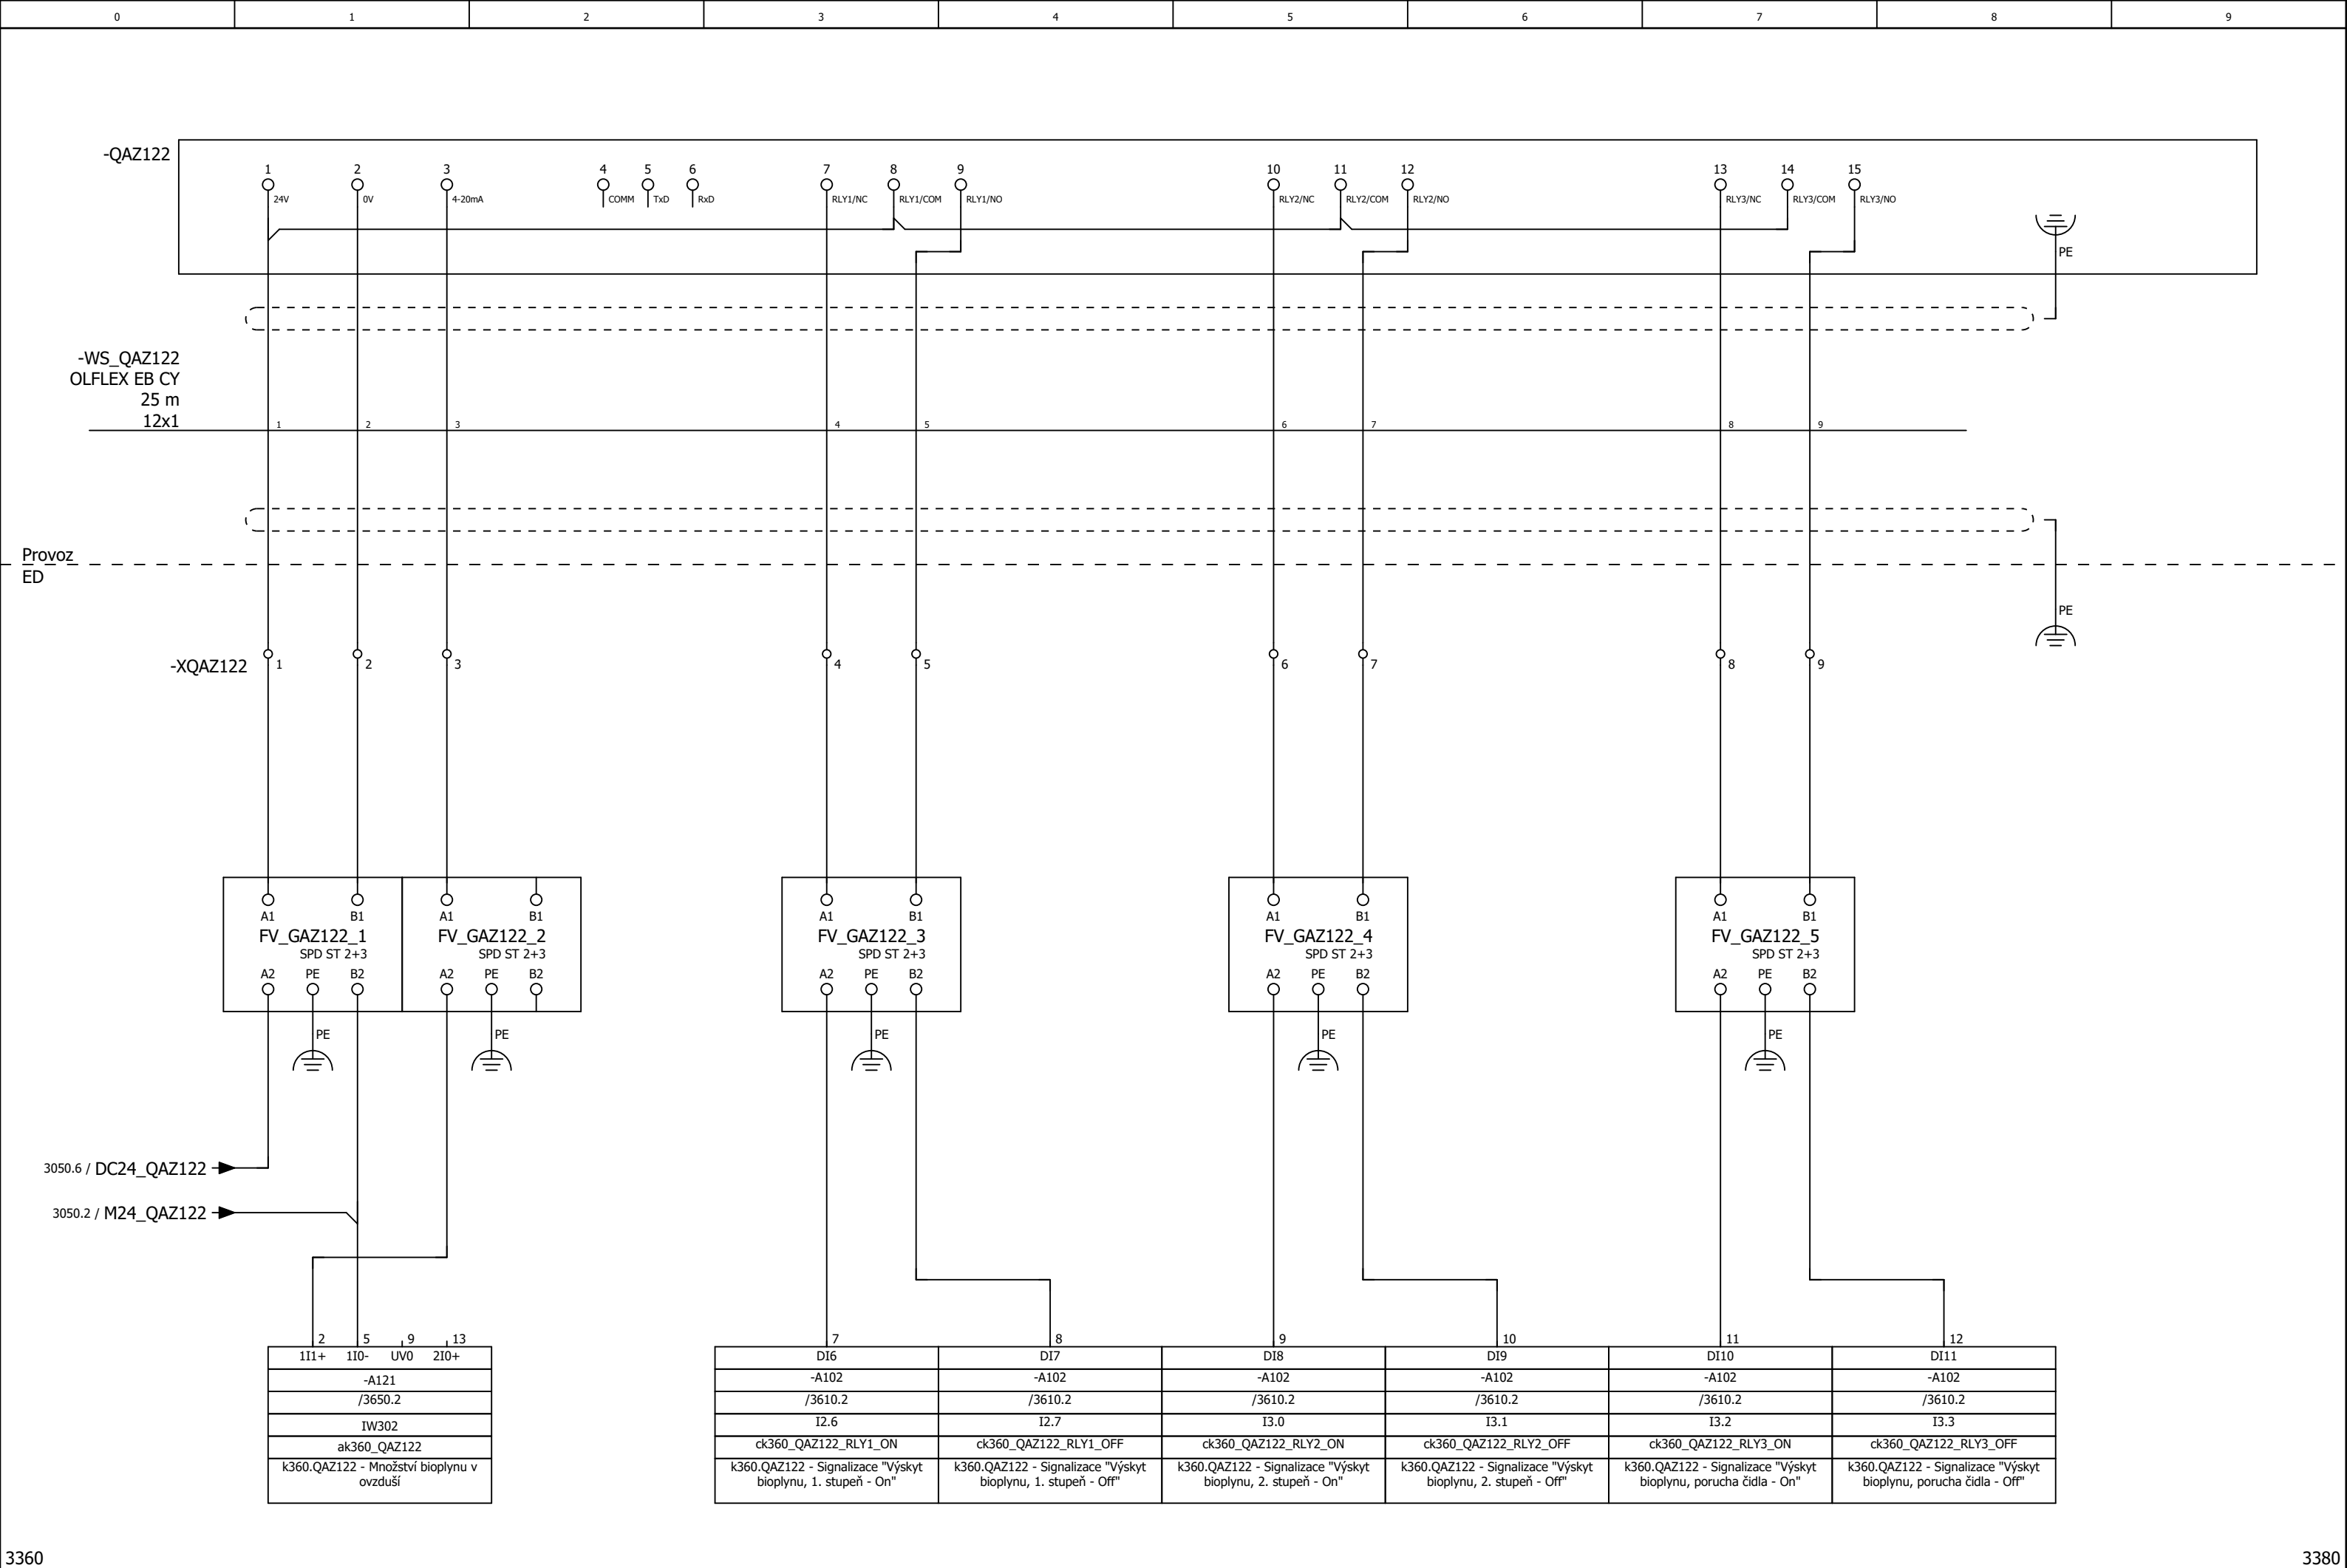 0 1 2 3 4 5 6 7 8 9
-QAZ122
1 2 3 4 5 6 7 8 9 10 11 12 13 14 15
24V 0V 4-20mA COMM TxD RxD RLY1/NC RLY1/COM RLY1/NO RLY2/NC RLY2/COM RLY2/NO RLY3/NC RLY3/COM RLY3/NO
PE
-WS_QAZ122
OLFLEX EB CY
25 m
12x1
1 2 3 4 5 6 7 8 9
Provoz
ED
PE
-XQAZ122
1 2 3 4 5 6 7 8 9
A1 B1 A1 B1 A1 B1 A1 B1 A1 B1
FV_GAZ122_1 FV_GAZ122_2 FV_GAZ122_3 FV_GAZ122_4 FV_GAZ122_5
SPD ST 2+3 SPD ST 2+3 SPD ST 2+3 SPD ST 2+3 SPD ST 2+3
A2 PE B2 A2 PE B2 A2 PE B2 A2 PE B2 A2 PE B2
PE PE PE PE PE
3050.6 / DC24_QAZ122
3050.2 / M24_QAZ122
2 5 9 13 7 8 9 10 11 12
1I1+ 1I0- UV0 2I0+ DI6 DI7 DI8 DI9 DI10 DI11
-A121 -A102 -A102 -A102 -A102 -A102 -A102
/3650.2 /3610.2 /3610.2 /3610.2 /3610.2 /3610.2 /3610.2
IW302 I2.6 I2.7 I3.0 I3.1 I3.2 I3.3
ak360_QAZ122 ck360_QAZ122_RLY1_ON ck360_QAZ122_RLY1_OFF ck360_QAZ122_RLY2_ON ck360_QAZ122_RLY2_OFF ck360_QAZ122_RLY3_ON ck360_QAZ122_RLY3_OFF
k360.QAZ122 - Množství bioplynu v
ovzduší
k360.QAZ122 - Signalizace "Výskyt
bioplynu, 1. stupeň - On"
k360.QAZ122 - Signalizace "Výskyt
bioplynu, 1. stupeň - Off"
k360.QAZ122 - Signalizace "Výskyt
bioplynu, 2. stupeň - On"
k360.QAZ122 - Signalizace "Výskyt
bioplynu, 2. stupeň - Off"
k360.QAZ122 - Signalizace "Výskyt
bioplynu, porucha čidla - On"
k360.QAZ122 - Signalizace "Výskyt
bioplynu, porucha čidla - Off"
3360 3380